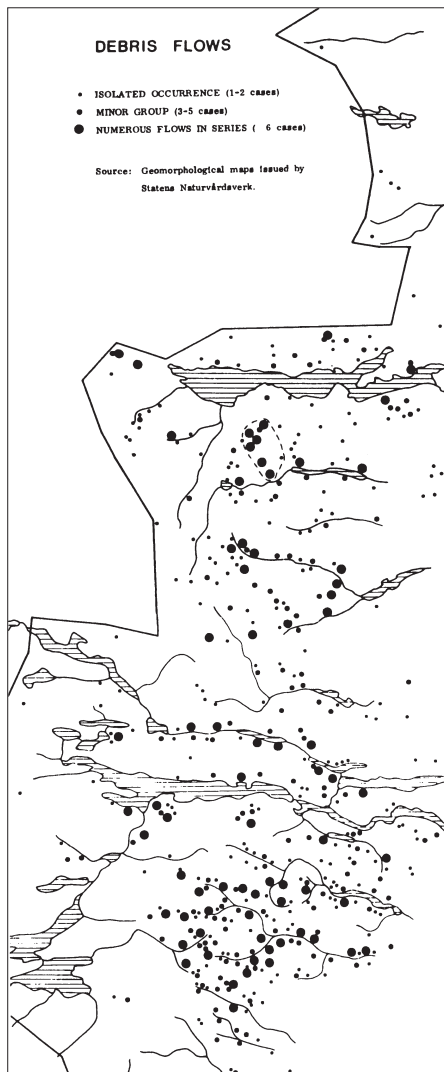 DEBRIS FLOWS
ISOLATED OCCURRENCE (1-2 cases)
MINOR GROUP (3-5 cases)
NUMEROUS FLOWS IN SERIES ( 6 cases)
Source: Geomorphological maps issued by
Statens Naturvårdsverk.